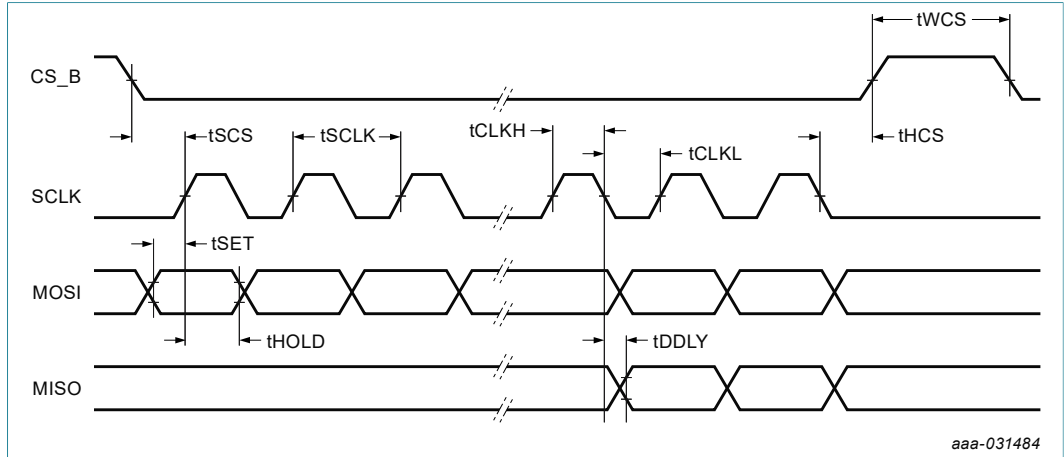 tWCS
CS_B
tSCS
tSCLK
tCLKH
tCLKL
tHCS
SCLK
tSET
MOSI
tHOLD
tDDLY
MISO
aaa-031484